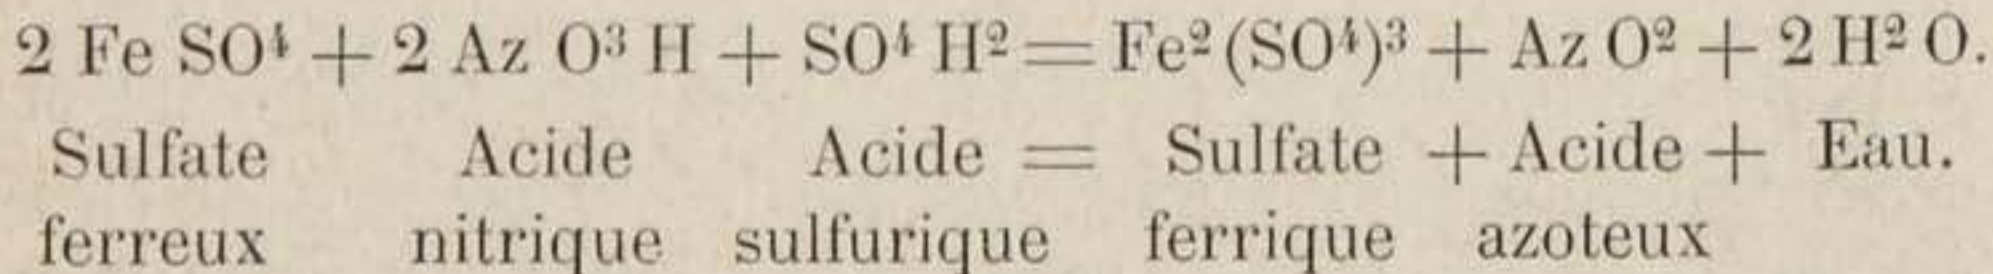 2 Fe SO⁴ + 2 Az O³ H + SO⁴ H² = Fe² (SO⁴)³ + Az O² + 2 H² O.
Sulfate Acide Acide = Sulfate + Acide + Eau.
ferreux nitrique sulfurique ferrique azoteux